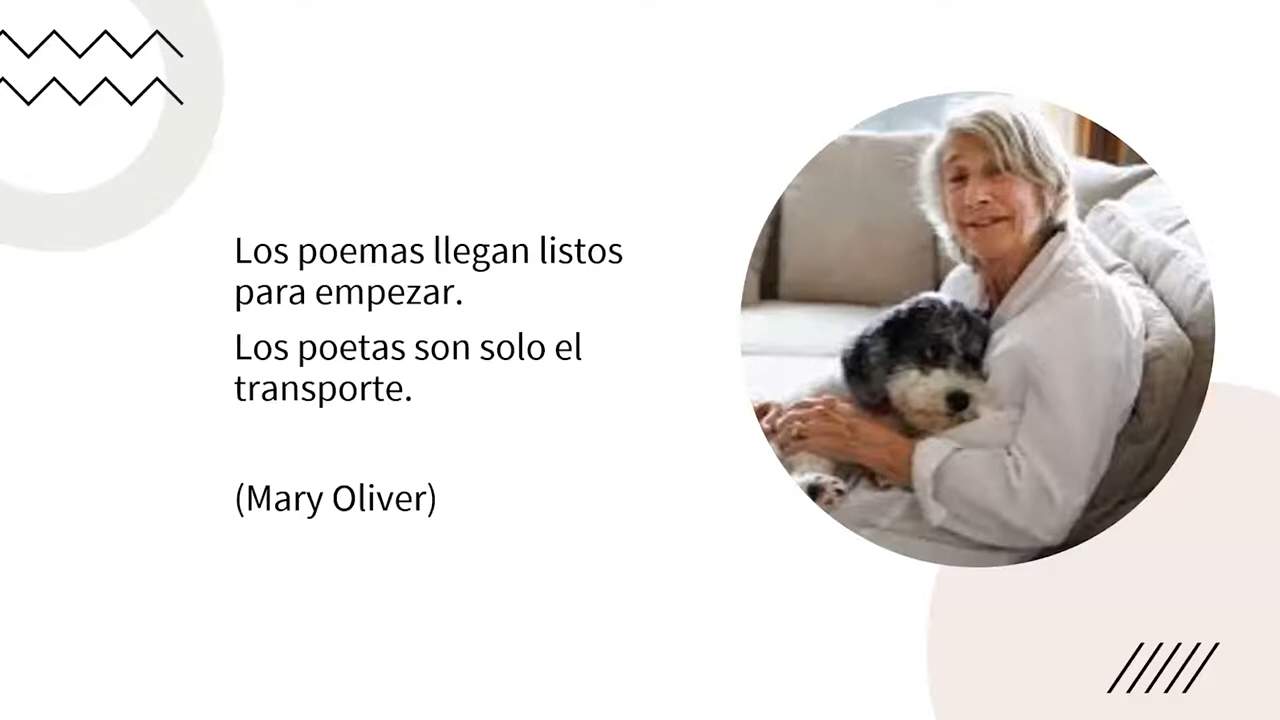 Los poemas llegan listos
para empezar.
Los poetas son solo el
transporte.
(Mary Oliver)